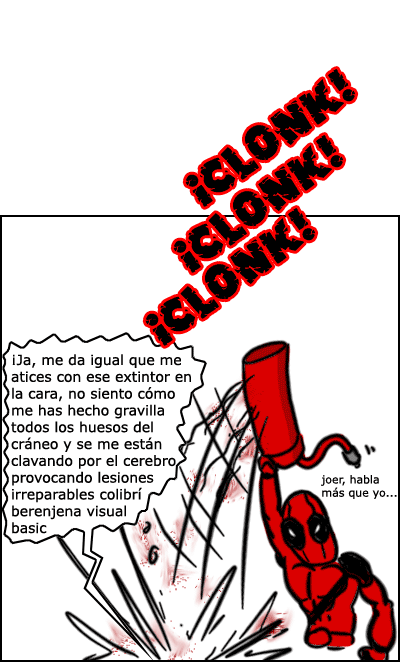 ¡CLONK!
¡CLONK!
¡CLONK!
¡Ja, me da igual que me
atices con ese extintor en
la cara, no siento cómo
me has hecho gravilla
todos los huesos del
cráneo y se me están
clavando por el cerebro
provocando lesiones
irreparables colibrí
berenjena visual
basic
joer, habla
más que yo...